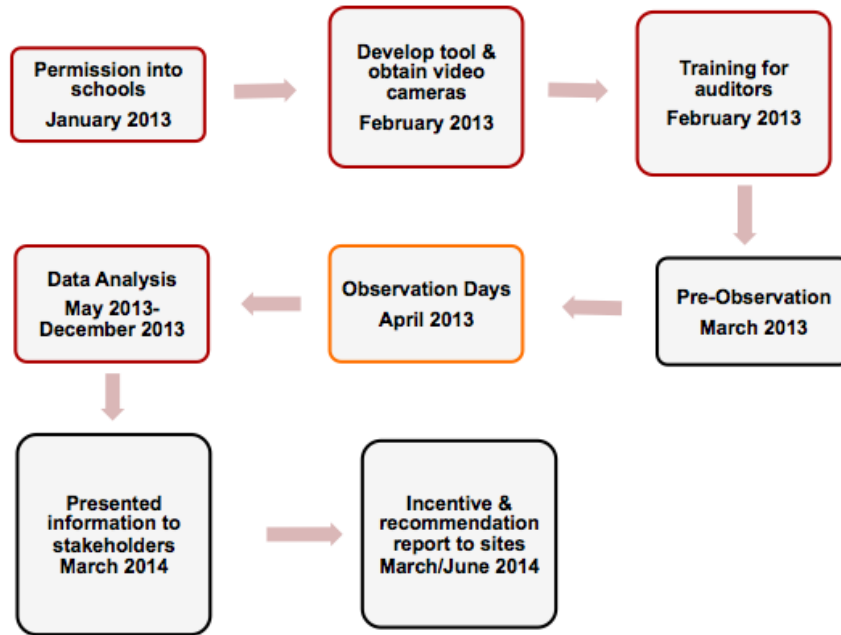 Permission into
schools
January 2013
Develop tool &
obtain video
cameras
February 2013
Training for
auditors
February 2013
Pre-Observation
March 2013
Observation Days
April 2013
Data Analysis
May 2013-
December 2013
Presented
information to
stakeholders
March 2014
Incentive &
recommendation
report to sites
March/June 2014